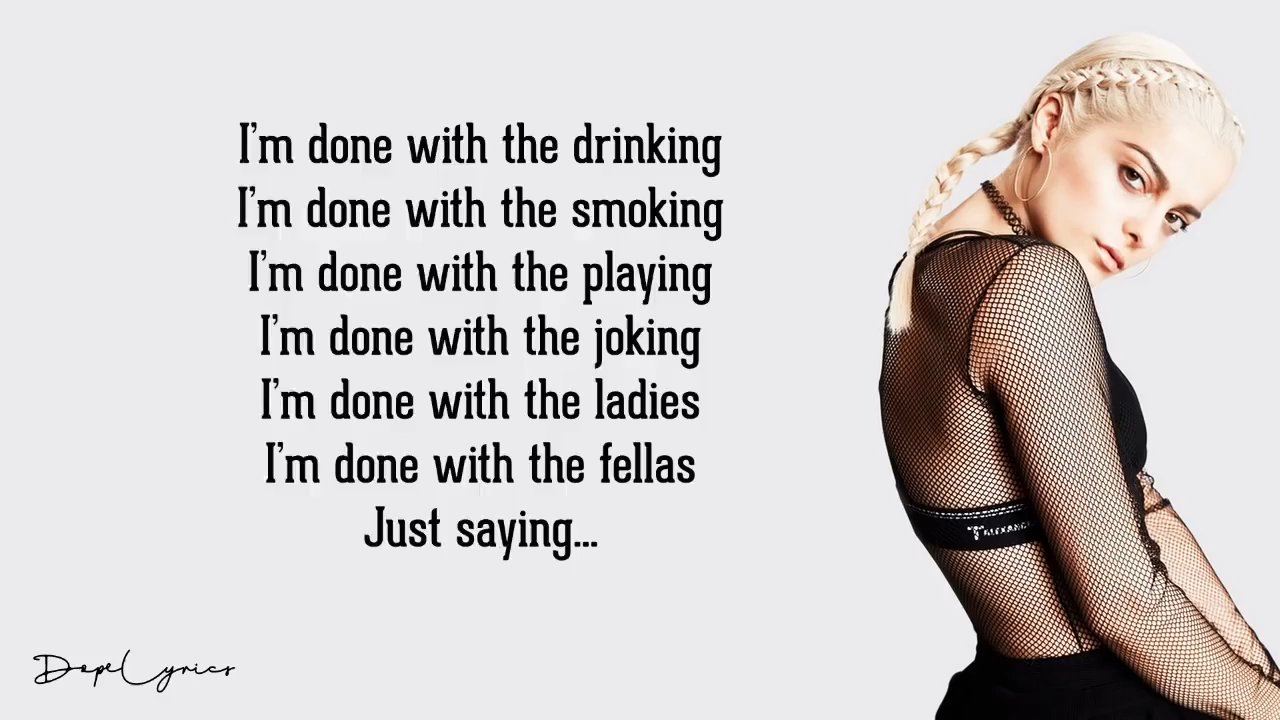 I'm done with the drinking
I'm done with the smoking
I'm done with the playing
I'm done with the joking
I'm done with the ladies
I'm done with the fellas
Just saying...
DopeLyrics